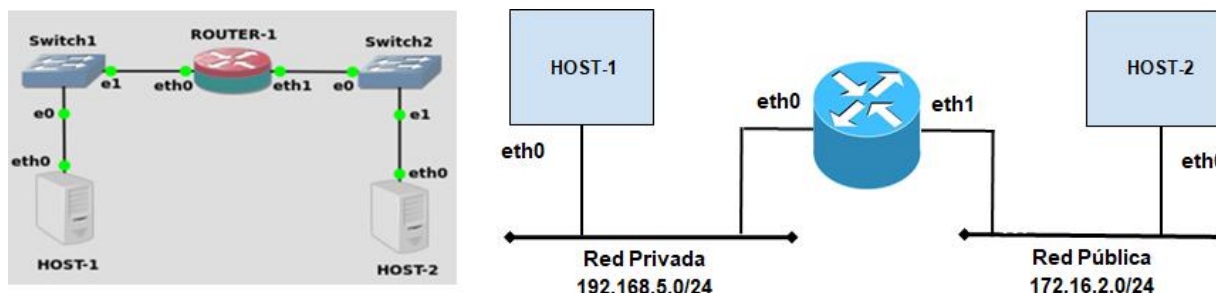 Switch1
ROUTER-1
Switch2
e1
eth0
eth1
e0
e0
e1
eth0
eth0
HOST-1
HOST-2
HOST-1
HOST-2
eth0
eth1
eth0
eth0
Red Privada
192.168.5.0/24
Red Pública
172.16.2.0/24